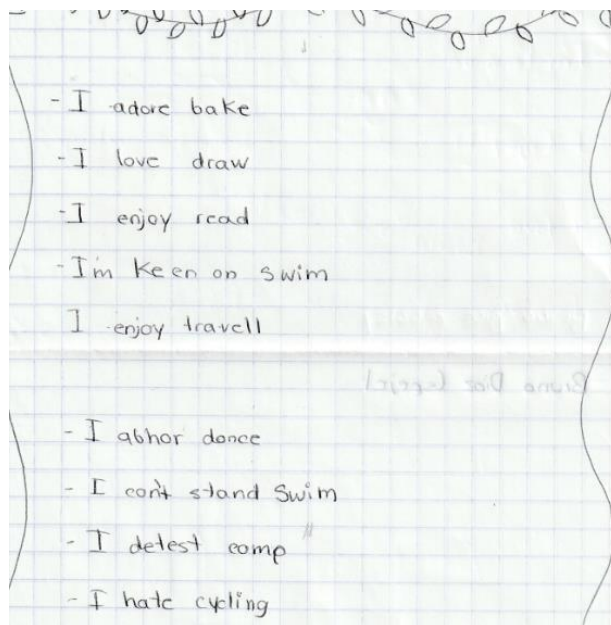 - I adore bake
- I love draw
- I enjoy read
- I'm keen on swim
I enjoy travell
- I abhor dance
- I can't stand swim
- I detest camp
- I hate cycling